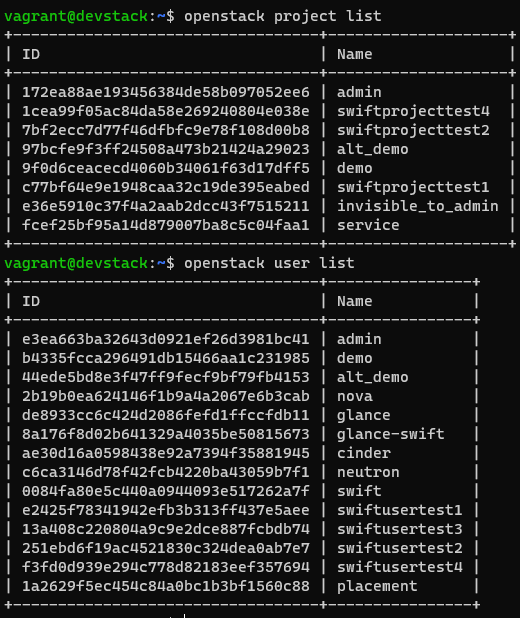 vagrant@devstack:~$ openstack project list
+----------------------------------+--------------------+
| ID                               | Name               |
+----------------------------------+--------------------+
| 172ea88ae193456384de58b097052ee6 | admin              |
| 1cea99f05ac84da58e269240804e038e | swiftprojecttest4  |
| 7bf2ecc7d77f46dfbfc9e78f108d00b8 | swiftprojecttest2  |
| 97bcfe9f3ff24508a473b21424a29023 | alt_demo           |
| 9f0d6ceacecd4060b34061f63d17dff5 | demo               |
| c77bf64e9e1948caa32c19de395eabed | swiftprojecttest1  |
| e36e5910c37f4a2aab2dcc43f7515211 | invisible_to_admin |
| fcef25bf95a14d879007ba8c5c04faa1 | service            |
+----------------------------------+--------------------+
vagrant@devstack:~$ openstack user list
+----------------------------------+----------------+
| ID                               | Name           |
+----------------------------------+----------------+
| e3ea663ba32643d0921ef26d3981bc41 | admin          |
| b4335fcca296491db15466aa1c231985 | demo           |
| 44ede5bd8e3f47ff9fecf9bf79fb4153 | alt_demo       |
| 2b19b0ea624146f1b9a4a2067e6b3cab | nova           |
| de8933cc6c424d2086fefd1ffccfdb11 | glance         |
| 8a176f8d02b641329a4035be50815673 | glance-swift   |
| ae30d16a0598438e92a7394f35881945 | cinder         |
| c6ca3146d78f42fcb4220ba43059b7f1 | neutron        |
| 0084fa80e5c440a0944093e517262a7f | swift          |
| e2425f78341942efb3b313ff437e5aee | swiftusertest1 |
| 13a408c220804a9c9e2dce887fcbdb74 | swiftusertest3 |
| 251ebd6f19ac4521830c324dea0ab7e7 | swiftusertest2 |
| f3fd0d939e294c778d82183eef357694 | swiftusertest4 |
| 1a2629f5ec454c84a0bc1b3bf1560c88 | placement      |
+----------------------------------+----------------+